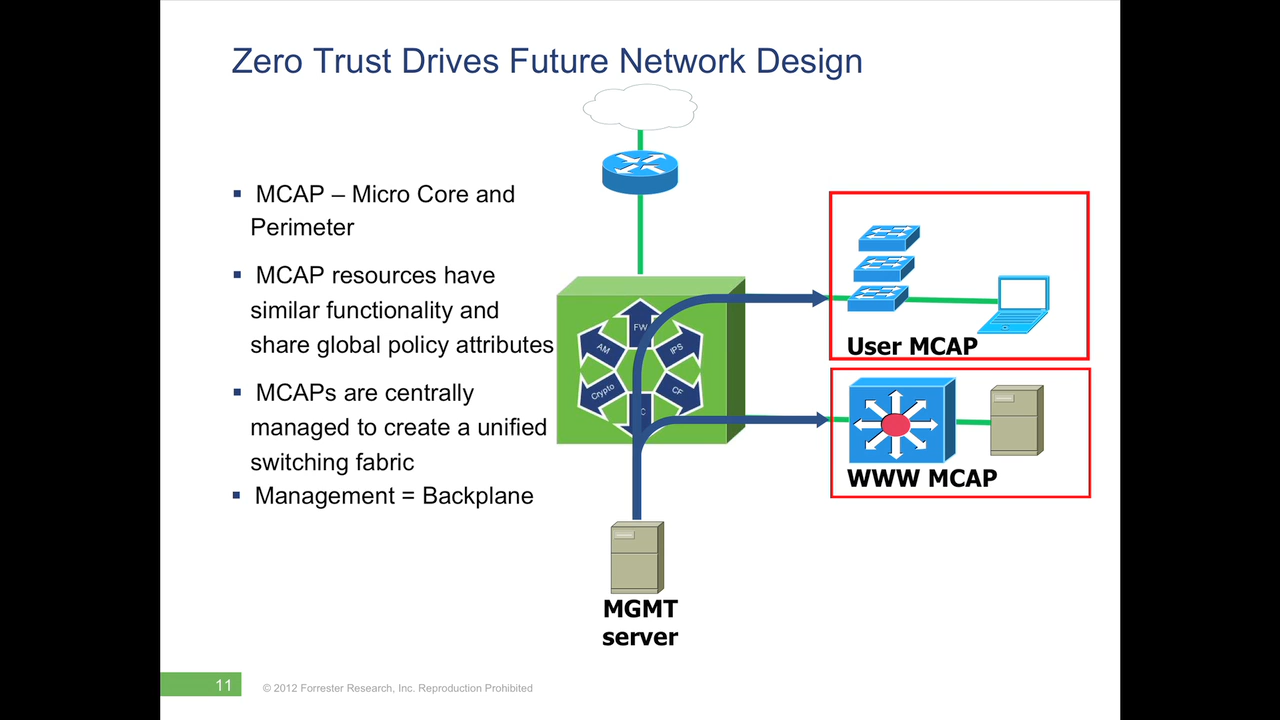 Zero Trust Drives Future Network Design
MCAP – Micro Core and
Perimeter
MCAP resources have
similar functionality and
share global policy attributes
MCAPs are centrally
managed to create a unified
switching fabric
Management = Backplane
FW
IPS
CF
C
Crypto
AM
User MCAP
WWW MCAP
MGMT
server
11
© 2012 Forrester Research, Inc. Reproduction Prohibited